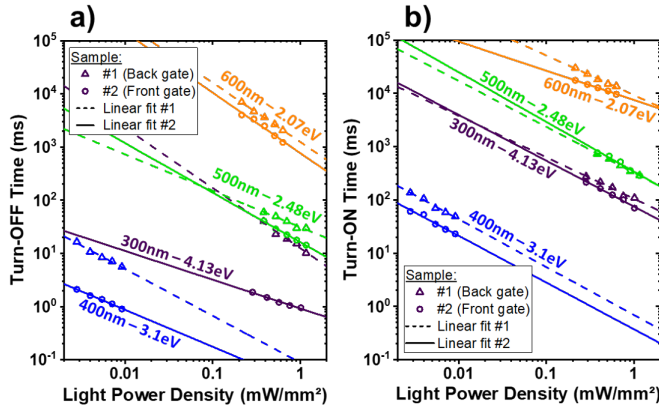 a)
Turn-OFF Time (ms)
10⁵
10⁴
10³
10²
10¹
10⁰
10⁻¹
Sample:
#1 (Back gate)
#2 (Front gate)
Linear fit #1
Linear fit #2
600nm – 2.07eV
500nm – 2.48eV
300nm – 4.13eV
400nm – 3.1eV
0.01
0.1
1
Light Power Density (mW/mm²)
b)
Turn-ON Time (ms)
10⁵
10⁴
10³
10²
10¹
10⁰
10⁻¹
600nm – 2.07eV
500nm – 2.48eV
300nm – 4.13eV
400nm – 3.1eV
Sample:
#1 (Back gate)
#2 (Front gate)
Linear fit #1
Linear fit #2
0.01
0.1
1
Light Power Density (mW/mm²)